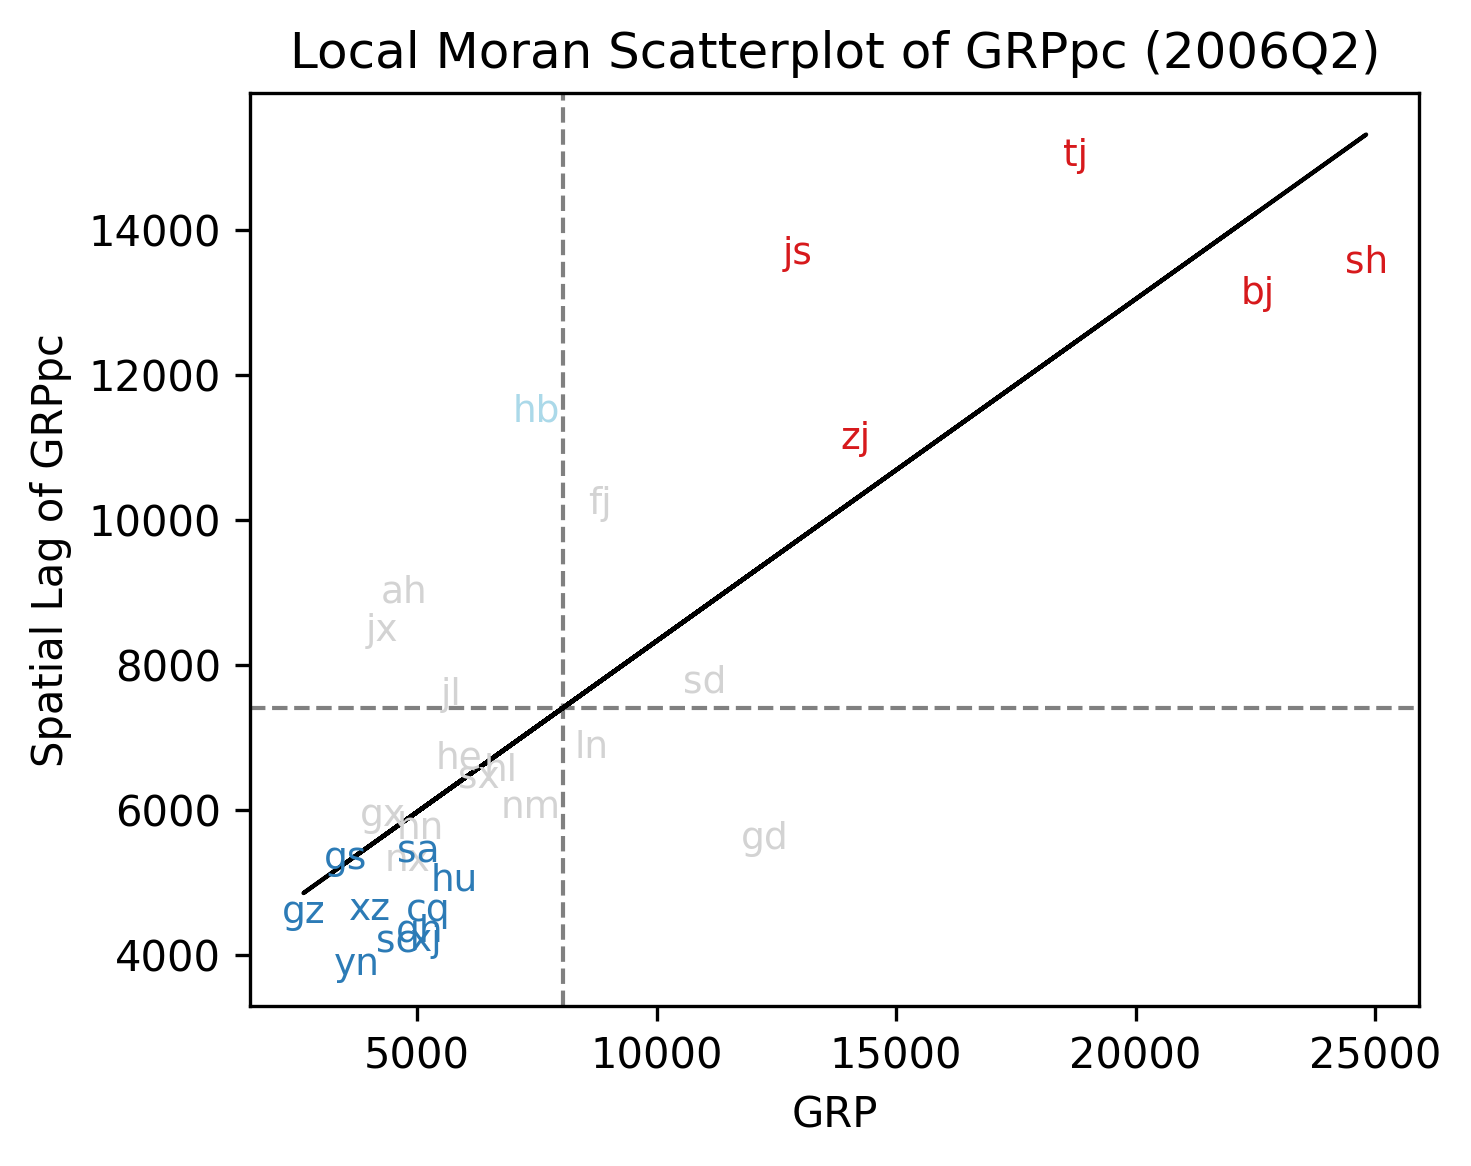 Local Moran Scatterplot of GRPpc (2006Q2)
Spatial Lag of GRPpc
14000
12000
10000
8000
6000
4000
tj
js
sh
bj
hb
zj
fj
ah
jx
sd
jl
ln
he
hl
sx
nm
gx
hn
gd
sa
gs
nx
hu
xz
cq
gz
qh
sc
xj
yn
5000
10000
15000
20000
25000
GRP